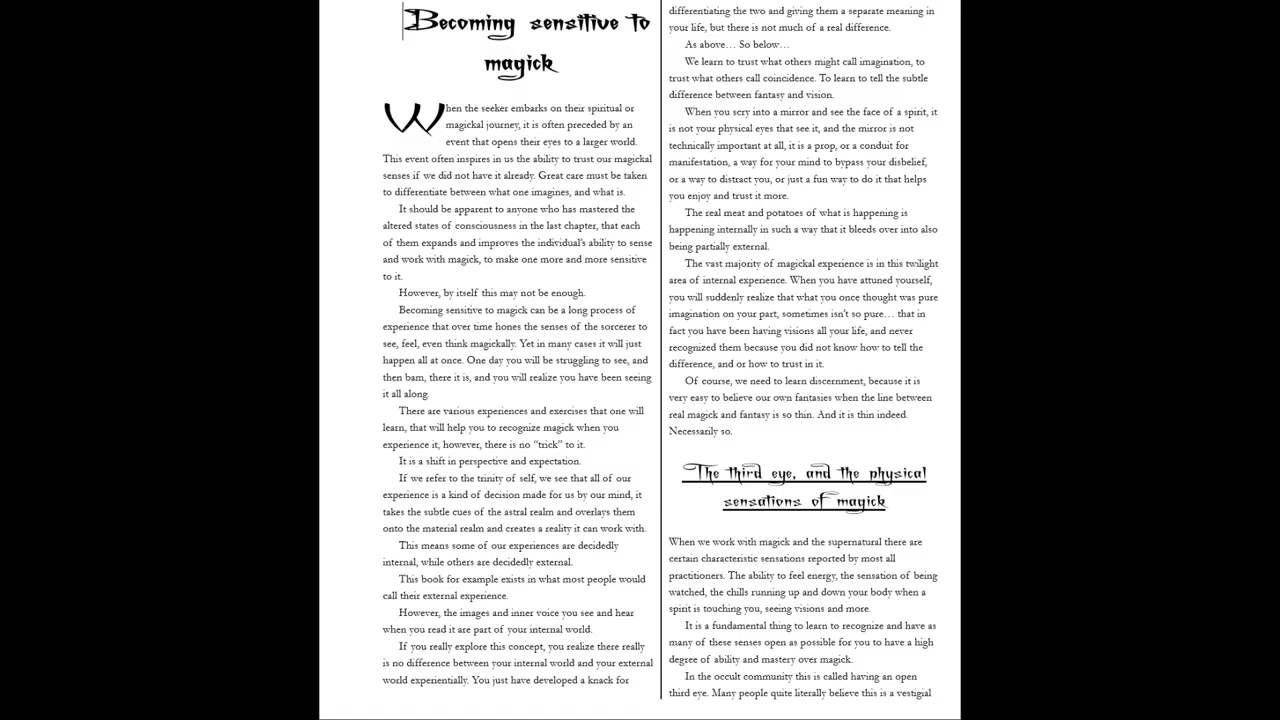 Becoming sensitive to
magick
When the seeker embarks on their spiritual or
magickal journey, it is often preceded by an
event that opens their eyes to a larger world.
This event often inspires in us the ability to trust our magickal
senses if we did not have it already. Great care must be taken
to differentiate between what one imagines, and what is.
It should be apparent to anyone who has mastered the
altered states of consciousness in the last chapter, that each
of them expands and improves the individual's ability to sense
and work with magick, to make one more and more sensitive
to it.
However, by itself this may not be enough.
Becoming sensitive to magick can be a long process of
experience that over time hones the senses of the sorcerer to
see, feel, even think magickally. Yet in many cases it will just
happen all at once. One day you will be struggling to see, and
then bam, there it is, and you will realize you have been seeing
it all along.
There are various experiences and exercises that one will
learn, that will help you to recognize magick when you
experience it, however, there is no “trick” to it.
It is a shift in perspective and expectation.
If we refer to the trinity of self, we see that all of our
experience is a kind of decision made for us by our mind, it
takes the subtle cues of the astral realm and overlays them
onto the material realm and creates a reality it can work with.
This means some of our experiences are decidedly
internal, while others are decidedly external.
This book for example exists in what most people would
call their external experience.
However, the images and inner voice you see and hear
when you read it are part of your internal world.
If you really explore this concept, you realize there really
is no difference between your internal world and your external
world experientially. You just have developed a knack for
differentiating the two and giving them a separate meaning in
your life, but there is not much of a real difference.
As above… So below…
We learn to trust what others might call imagination, to
trust what others call coincidence. To learn to tell the subtle
difference between fantasy and vision.
When you scry into a mirror and see the face of a spirit, it
is not your physical eyes that see it, and the mirror is not
technically important at all, it is a prop, or a conduit for
manifestation, a way for your mind to bypass your disbelief,
or a way to distract you, or just a fun way to do it that helps
you enjoy and trust it more.
The real meat and potatoes of what is happening is
happening internally in such a way that it bleeds over into also
being partially external.
The vast majority of magickal experience is in this twilight
area of internal experience. When you have attuned yourself,
you will suddenly realize that what you once thought was pure
imagination on your part, sometimes isn't so pure… that in
fact you have been having visions all your life, and never
recognized them because you did not know how to tell the
difference, and or how to trust in it.
Of course, we need to learn discernment, because it is
very easy to believe our own fantasies when the line between
real magick and fantasy is so thin. And it is thin indeed.
Necessarily so.
The third eye, and the physical
sensations of magick
When we work with magick and the supernatural there are
certain characteristic sensations reported by most all
practitioners. The ability to feel energy, the sensation of being
watched, the chills running up and down your body when a
spirit is touching you, seeing visions and more.
It is a fundamental thing to learn to recognize and have as
many of these senses open as possible for you to have a high
degree of ability and mastery over magick.
In the occult community this is called having an open
third eye. Many people quite literally believe this is a vestigial